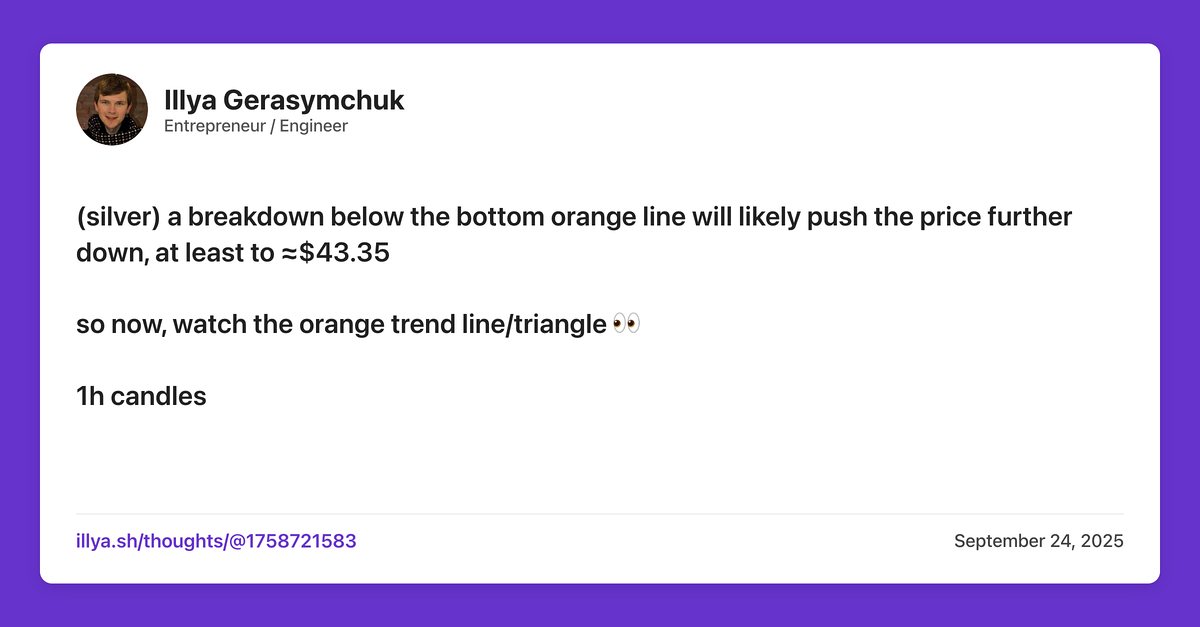 Illya Gerasymchuk
Entrepreneur / Engineer
(silver) a breakdown below the bottom orange line will likely push the price further
down, at least to ≈$43.35
so now, watch the orange trend line/triangle 👀
1h candles
illya.sh/thoughts/@1758721583
September 24, 2025